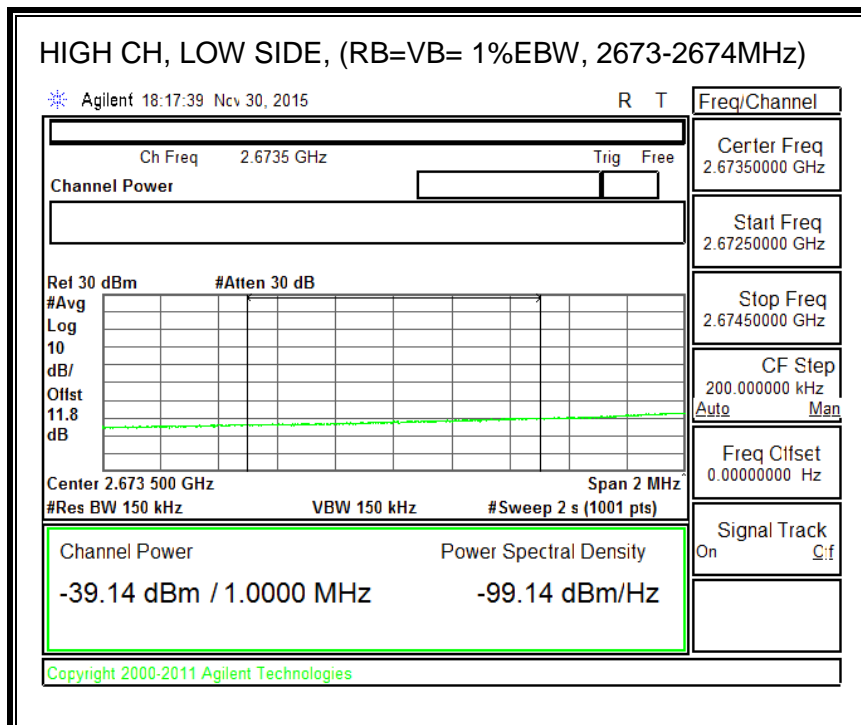 HIGH CH, LOW SIDE, (RB=VB= 1%EBW, 2673-2674MHz)
Agilent 18:17:39 Nov 30, 2015 R T
Freq/Channel
Ch Freq 2.6735 GHz Trig Free
Channel Power
Center Freq
2.67350000 GHz
Start Freq
2.67250000 GHz
Stop Freq
2.67450000 GHz
CF Step
200.000000 kHz
Auto Man
Freq Offset
0.00000000 Hz
Signal Track
On Off
Ref 30 dBm #Atten 30 dB
#Avg
Log
10
dB/
Offst
11.8
dB
Center 2.673 500 GHz Span 2 MHz
#Res BW 150 kHz VBW 150 kHz #Sweep 2 s (1001 pts)
Channel Power Power Spectral Density
-39.14 dBm / 1.0000 MHz -99.14 dBm/Hz
Copyright 2000-2011 Agilent Technologies